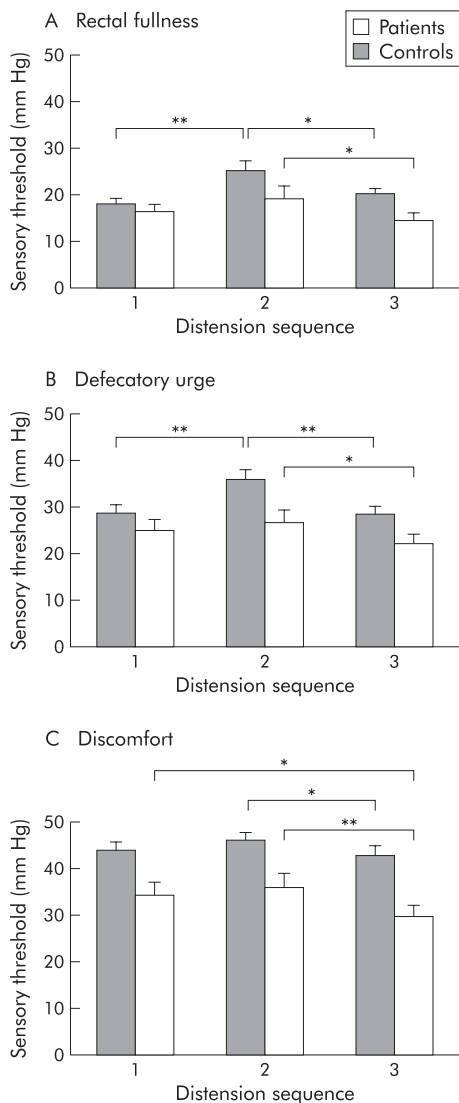 A Rectal fullness
Patients
Controls
50
40
30
20
10
0
Sensory threshold (mm Hg)
**
*
*
1 2 3
Distension sequence
B Defecatory urge
50
40
30
20
10
0
Sensory threshold (mm Hg)
**
**
*
1 2 3
Distension sequence
C Discomfort
50
40
30
20
10
0
Sensory threshold (mm Hg)
*
*
**
1 2 3
Distension sequence